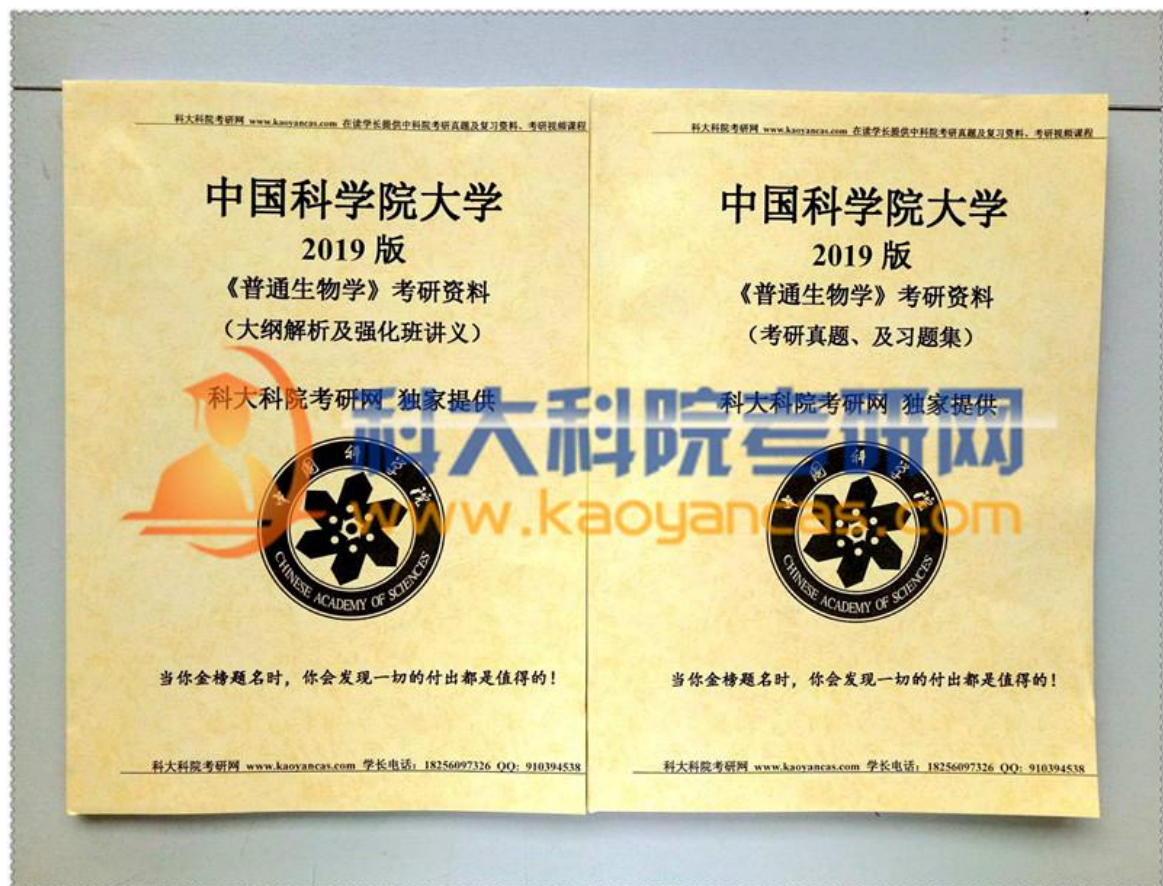 科大科院考研网 www.kaoyancas.com 在读学长提供中科院考研真题及复习资料、考研视频课程
中国科学院大学
2019 版
《普通生物学》考研资料
（大纲解析及强化班讲义）
科大科院考研网 独家提供
中国科学院
CHINESE ACADEMY OF SCIENCES
当你金榜题名时，你会发现一切的付出都是值得的！
科大科院考研网 www.kaoyancas.com 学长电话：18256097326 QQ：910394538
科大科院考研网 www.kaoyancas.com 在读学长提供中科院考研真题及复习资料、考研视频课程
中国科学院大学
2019 版
《普通生物学》考研资料
（考研真题、及习题集）
科大科院考研网 独家提供
中国科学院
CHINESE ACADEMY OF SCIENCES
当你金榜题名时，你会发现一切的付出都是值得的！
科大科院考研网 www.kaoyancas.com 学长电话：18256097326 QQ：910394538
科大科院考研网
www.kaoyancas.com